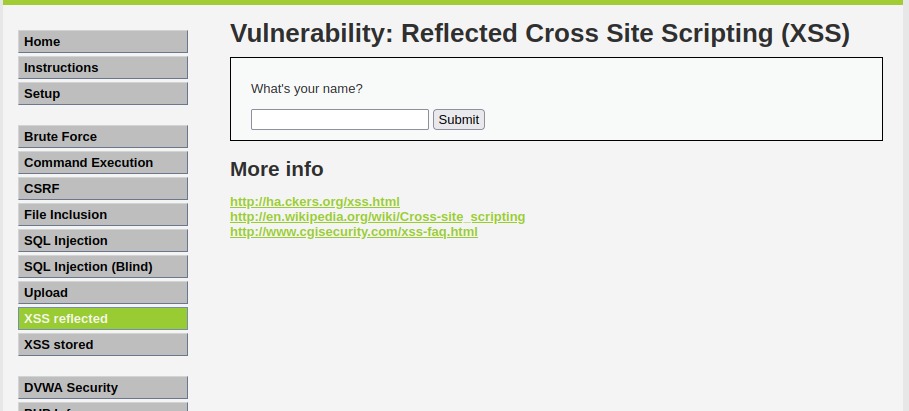 Vulnerability: Reflected Cross Site Scripting (XSS)
Home
Instructions
Setup
Brute Force
Command Execution
CSRF
File Inclusion
SQL Injection
SQL Injection (Blind)
Upload
XSS reflected
XSS stored
DVWA Security
What's your name?
Submit
More info
http://ha.ckers.org/xss.html
http://en.wikipedia.org/wiki/Cross-site_scripting
http://www.cgisecurity.com/xss-faq.html